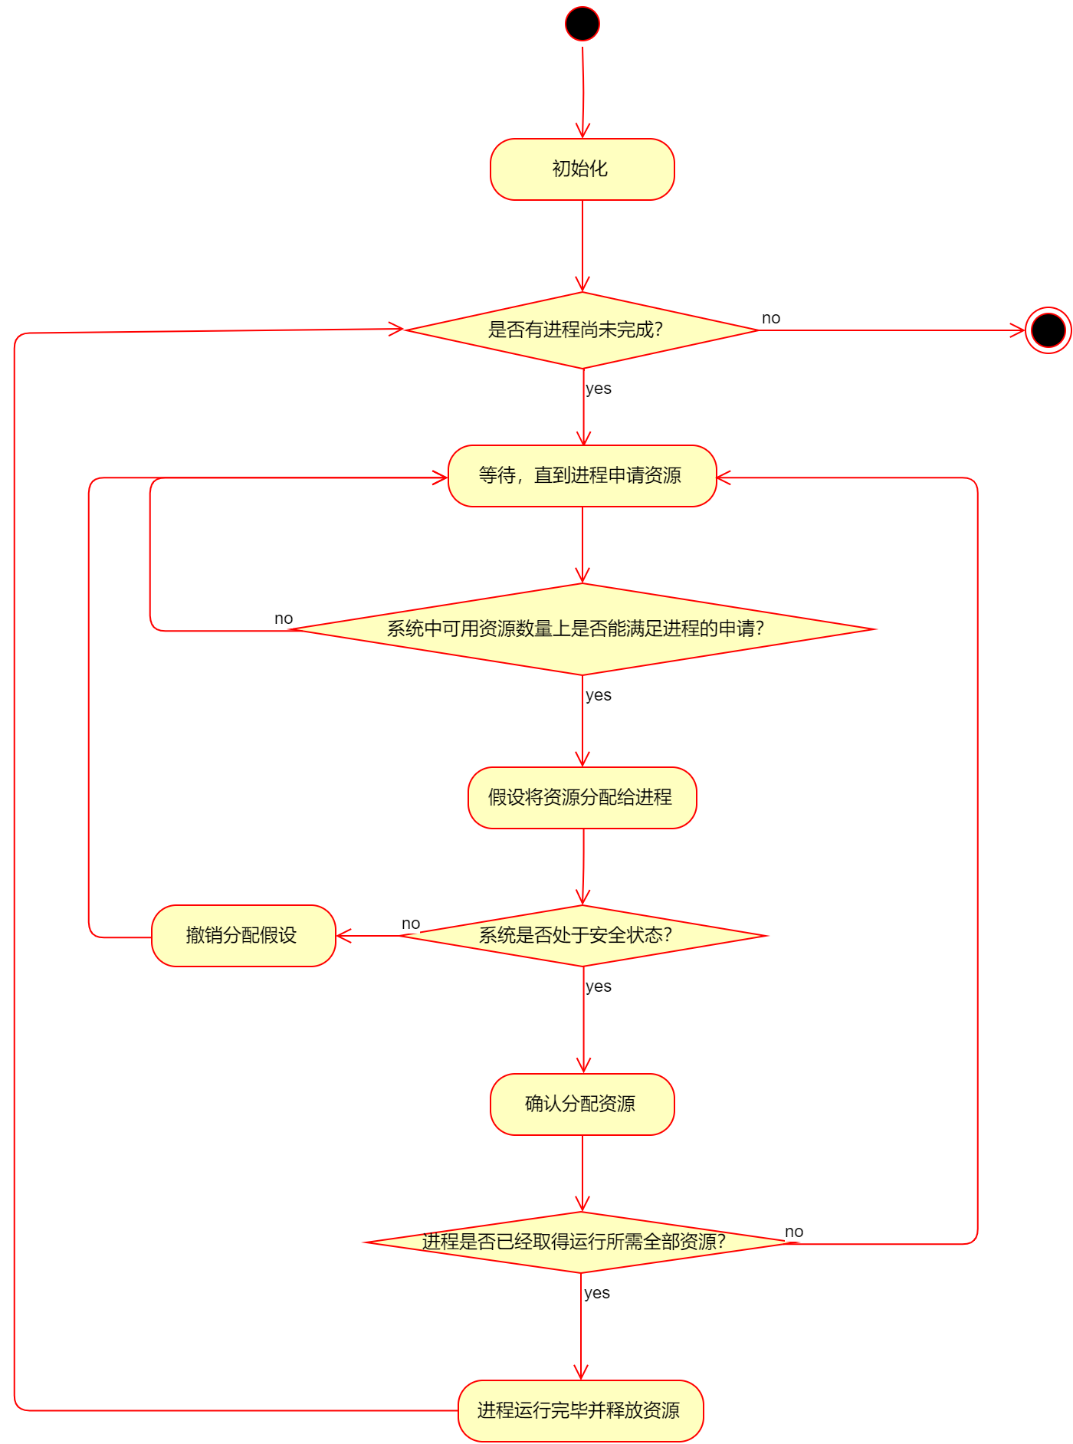 初始化
是否有进程尚未完成?
no
yes
等待，直到进程申请资源
no
系统中可用资源数量上是否能满足进程的申请?
yes
假设将资源分配给进程
撤销分配假设
no
系统是否处于安全状态?
yes
确认分配资源
进程是否已经取得运行所需全部资源?
no
yes
进程运行完毕并释放资源